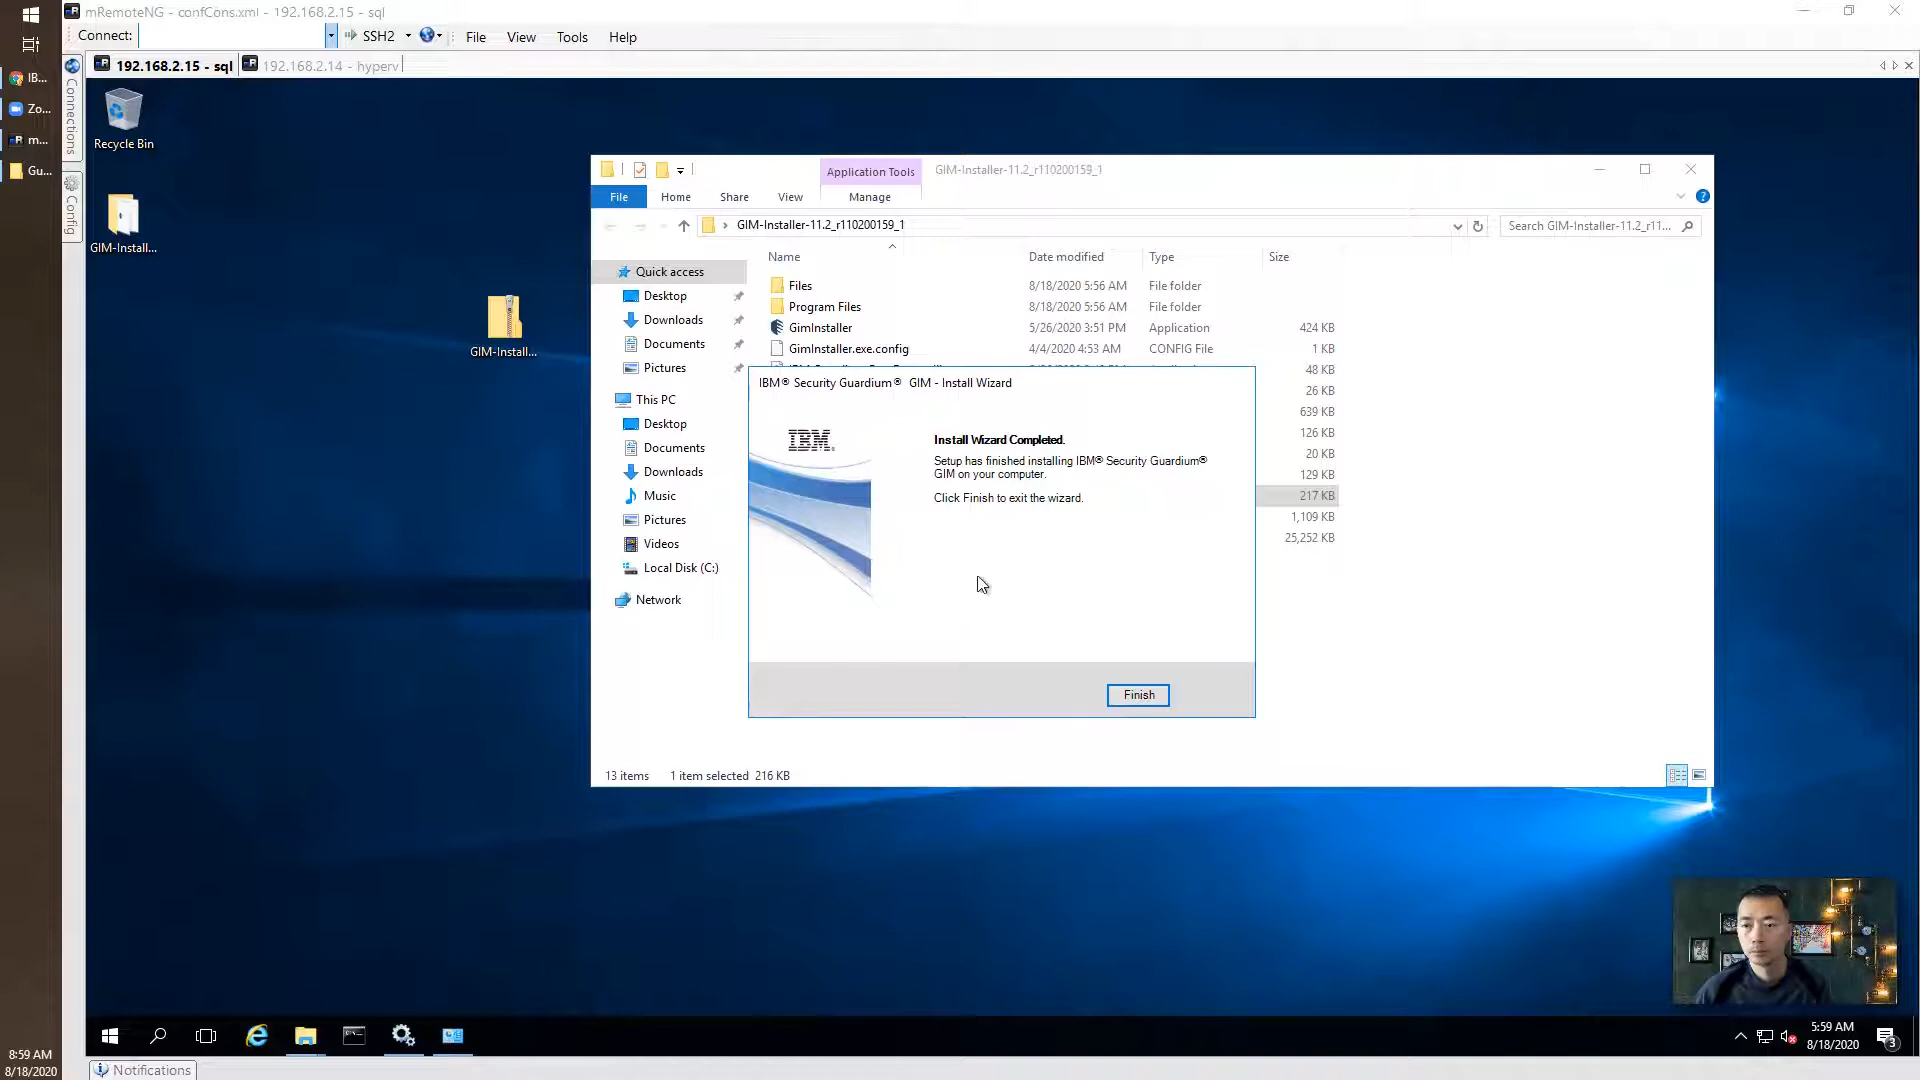 mRemoteNG - confCons.xml - 192.168.2.15 - sql
Connect:
SSH2
File
View
Tools
Help
192.168.2.15 - sql
192.168.2.14 - hyperv
IB...
Zo...
m...
Gu...
Connections
Config
Recycle Bin
GIM-Install...
GIM-Install...
Application Tools
GIM-Installer-11.2_r110200159_1
File
Home
Share
View
Manage
GIM-Installer-11.2_r110200159_1
Search GIM-Installer-11.2_r11...
Name
Date modified
Type
Size
Quick access
Desktop
Downloads
Documents
Pictures
This PC
Desktop
Documents
Downloads
Music
Pictures
Videos
Local Disk (C:)
Network
Files 8/18/2020 5:56 AM File folder
Program Files 8/18/2020 5:56 AM File folder
GimInstaller 5/26/2020 3:51 PM Application 424 KB
GimInstaller.exe.config 4/4/2020 4:53 AM CONFIG File 1 KB
48 KB
26 KB
639 KB
126 KB
20 KB
129 KB
217 KB
1,109 KB
25,252 KB
IBM® Security Guardium® GIM - Install Wizard
IBM.
Install Wizard Completed.
Setup has finished installing IBM® Security Guardium®
GIM on your computer.
Click Finish to exit the wizard.
Finish
13 items
1 item selected 216 KB
5:59 AM
8/18/2020
3
8:59 AM
8/18/2020
Notifications